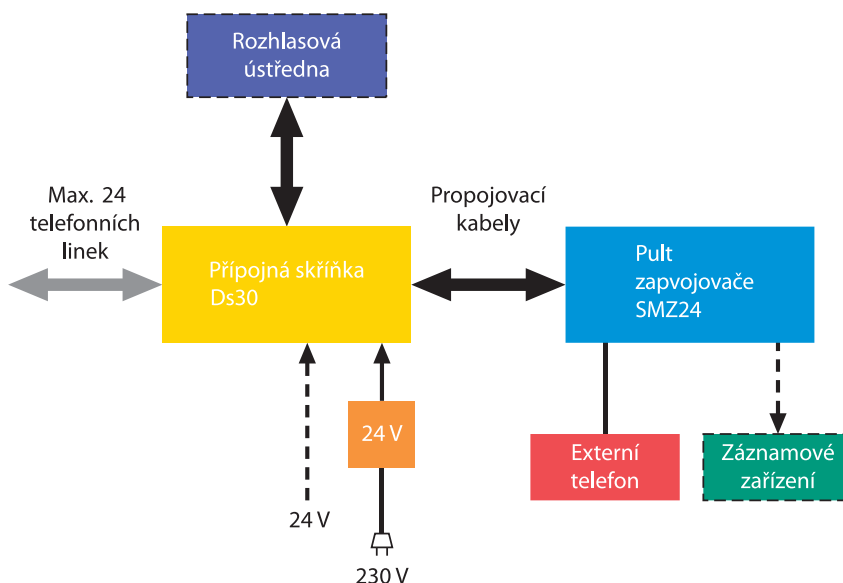 Rozhlasová
ústředna
Max. 24
telefonních
linek
Propojovací
kabely
Přípojná skříňka
Ds30
Pult
zapvojovače
SMZ24
24 V
Externí
telefon
Záznamové
zařízení
24 V
230 V